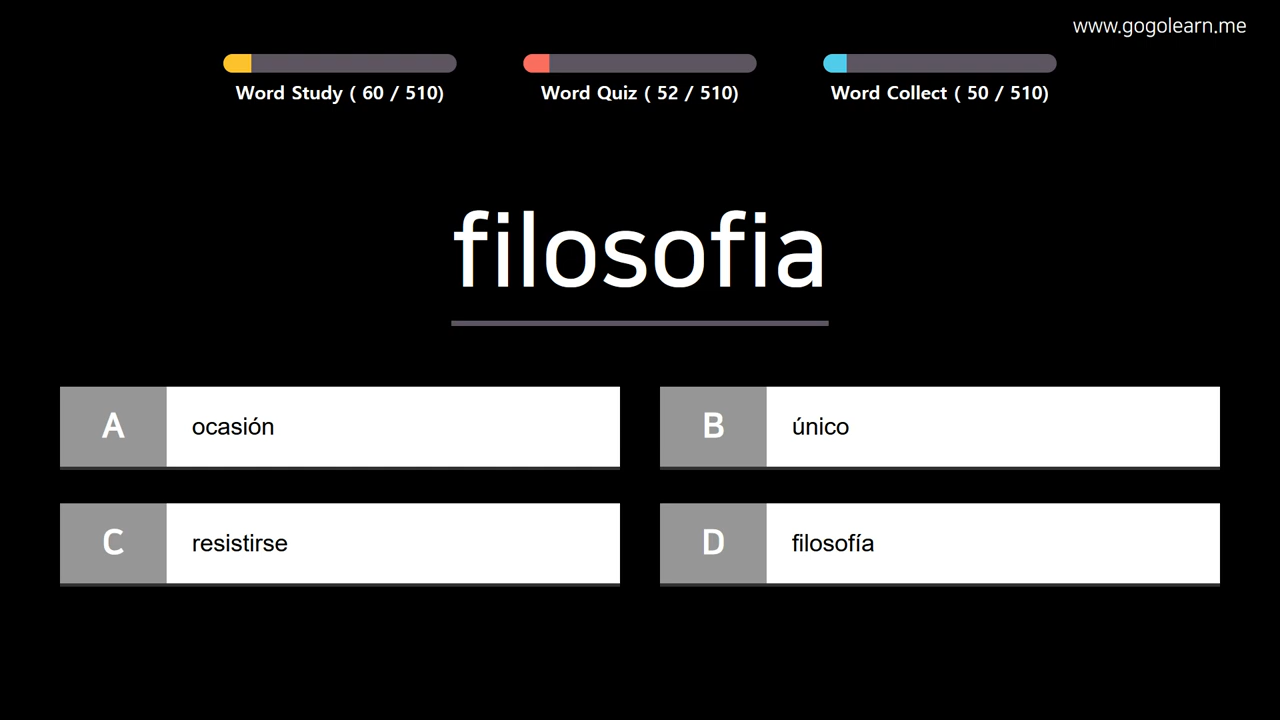 www.gogolearn.me
Word Study ( 60 / 510)
Word Quiz ( 52 / 510)
Word Collect ( 50 / 510)
filosofia
A ocasión
B único
C resistirse
D filosofía